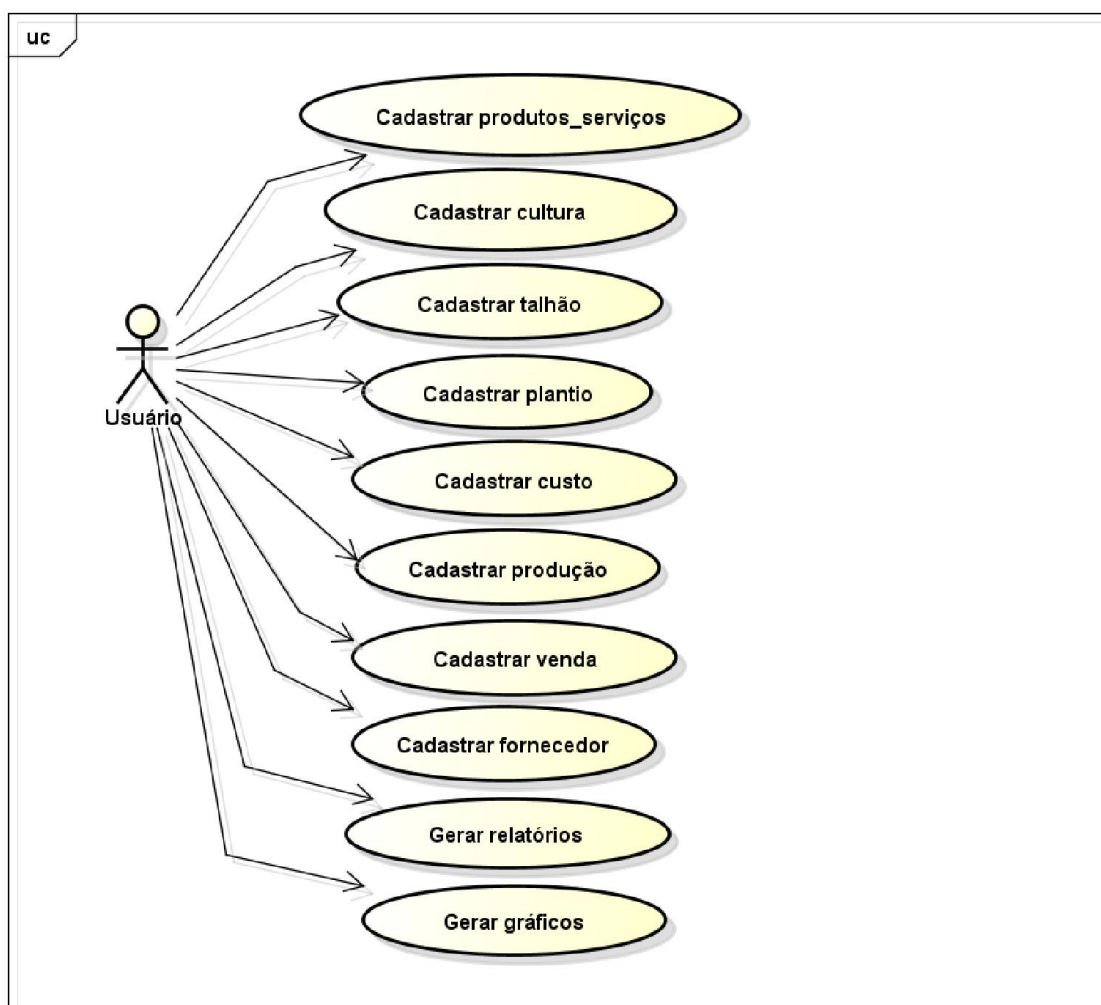 uc
Cadastrar produtos_serviços
Cadastrar cultura
Cadastrar talhão
Cadastrar plantio
Usuário
Cadastrar custo
Cadastrar produção
Cadastrar venda
Cadastrar fornecedor
Gerar relatórios
Gerar gráficos